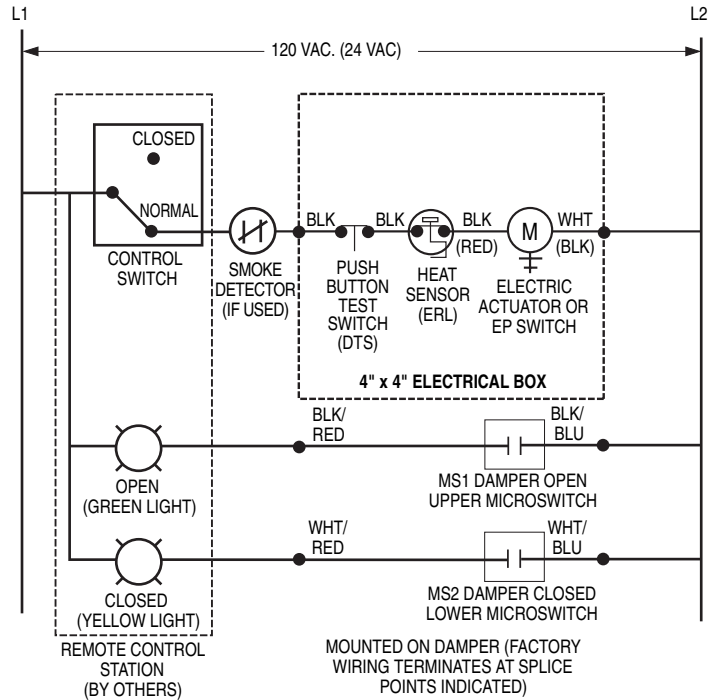 L1
L2
120 VAC. (24 VAC)
CLOSED
NORMAL
CONTROL
SWITCH
SMOKE
DETECTOR
(IF USED)
BLK
BLK
BLK
(RED)
WHT
(BLK)
M
PUSH
BUTTON
TEST
SWITCH
(DTS)
HEAT
SENSOR
(ERL)
ELECTRIC
ACTUATOR OR
EP SWITCH
4" x 4" ELECTRICAL BOX
BLK/
RED
BLK/
BLU
OPEN
(GREEN LIGHT)
MS1 DAMPER OPEN
UPPER MICROSWITCH
WHT/
RED
WHT/
BLU
CLOSED
(YELLOW LIGHT)
MS2 DAMPER CLOSED
LOWER MICROSWITCH
REMOTE CONTROL
STATION
(BY OTHERS)
MOUNTED ON DAMPER (FACTORY
WIRING TERMINATES AT SPLICE
POINTS INDICATED)